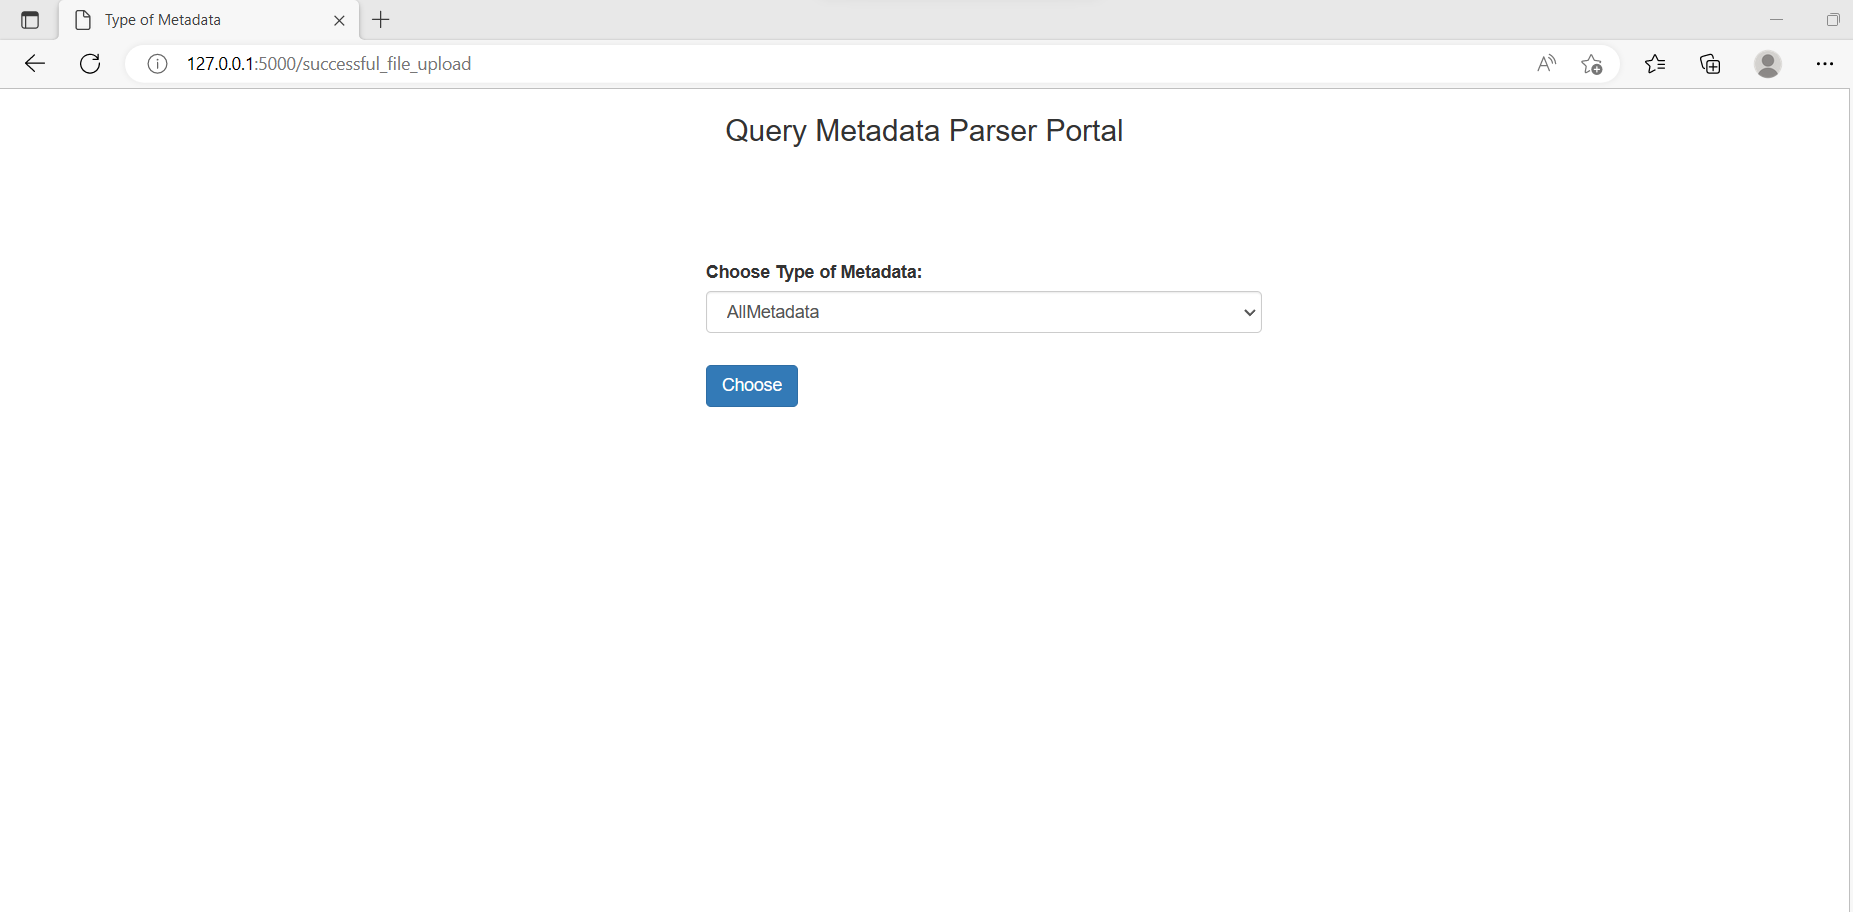 Type of Metadata
127.0.0.1:5000/successful_file_upload
Query Metadata Parser Portal
Choose Type of Metadata:
AllMetadata
Choose